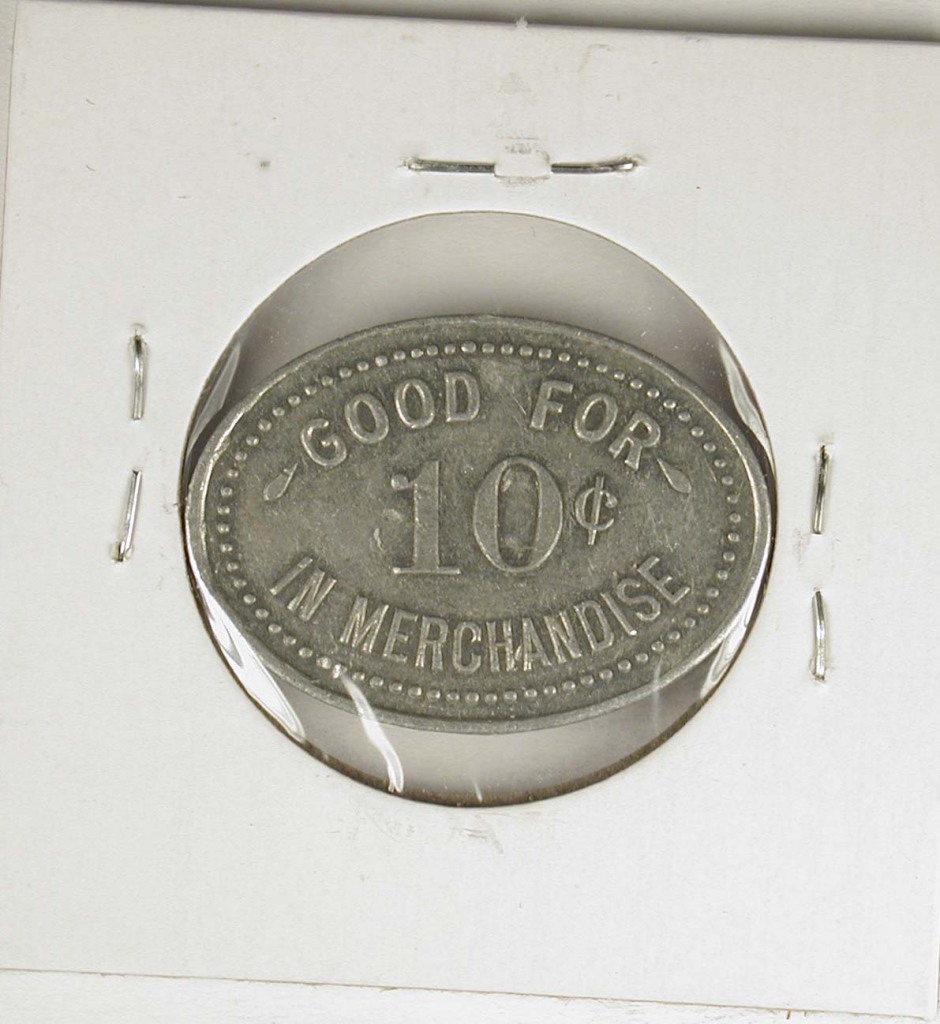 GOOD FOR
10¢
IN MERCHANDISE